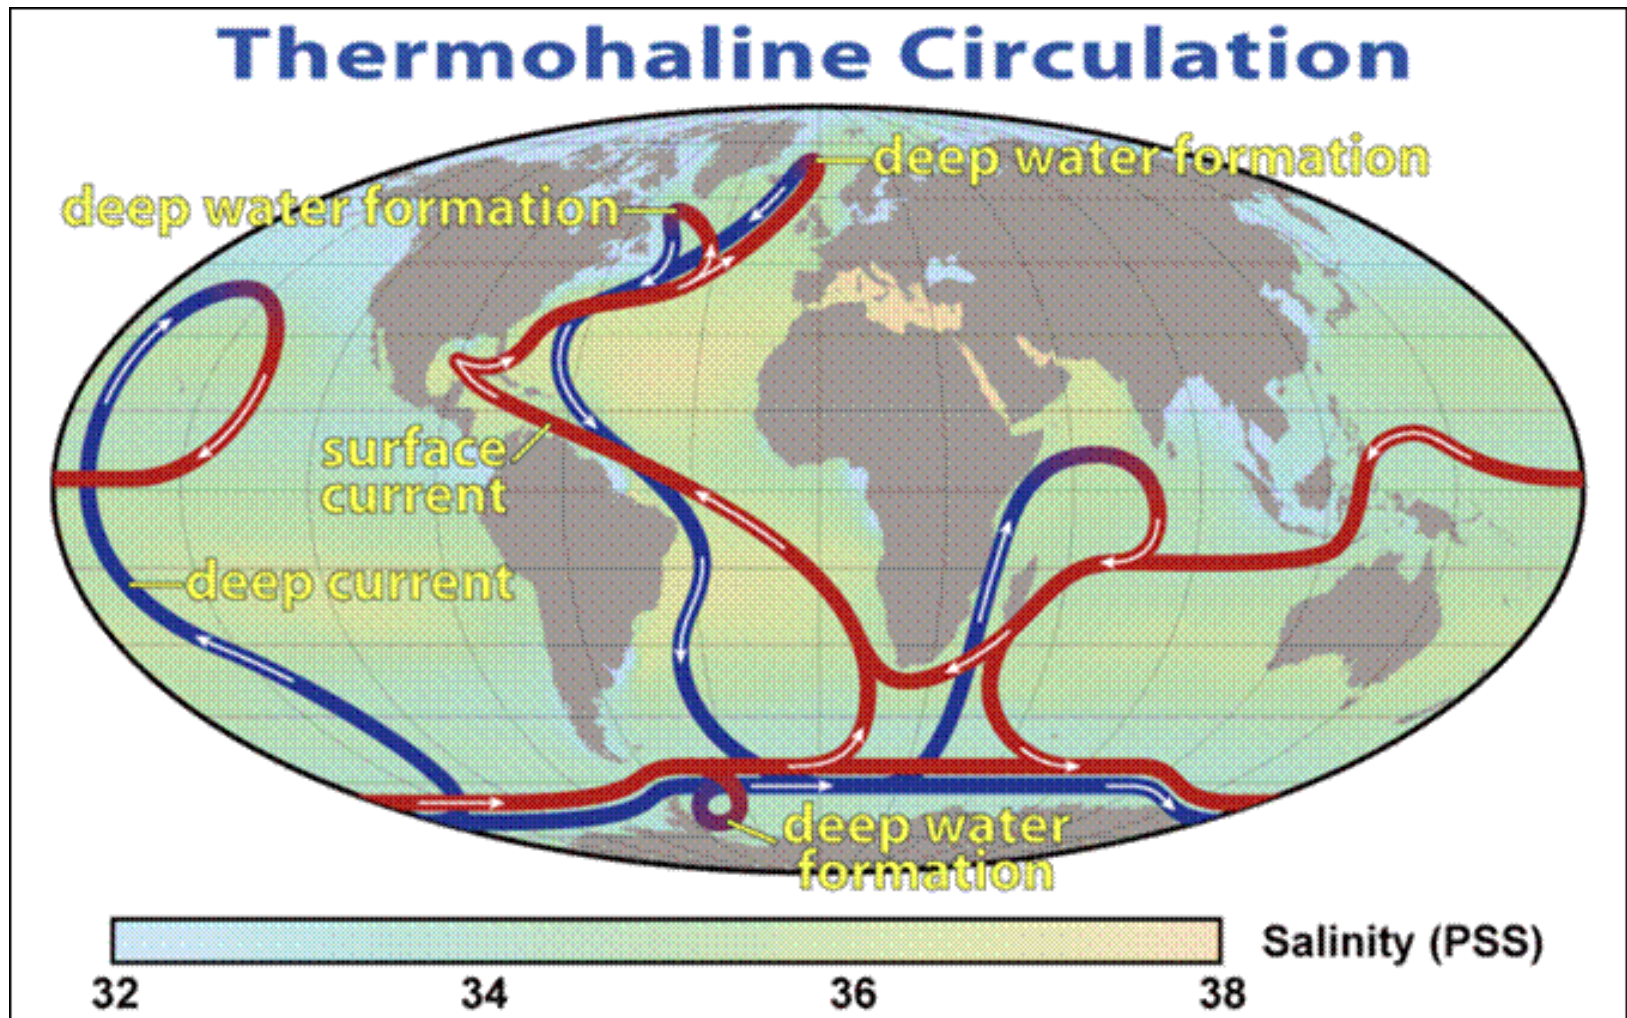 Thermohaline Circulation
deep water formation
deep water formation
surface
current
deep current
deep water
formation
Salinity (PSS)
32 34 36 38